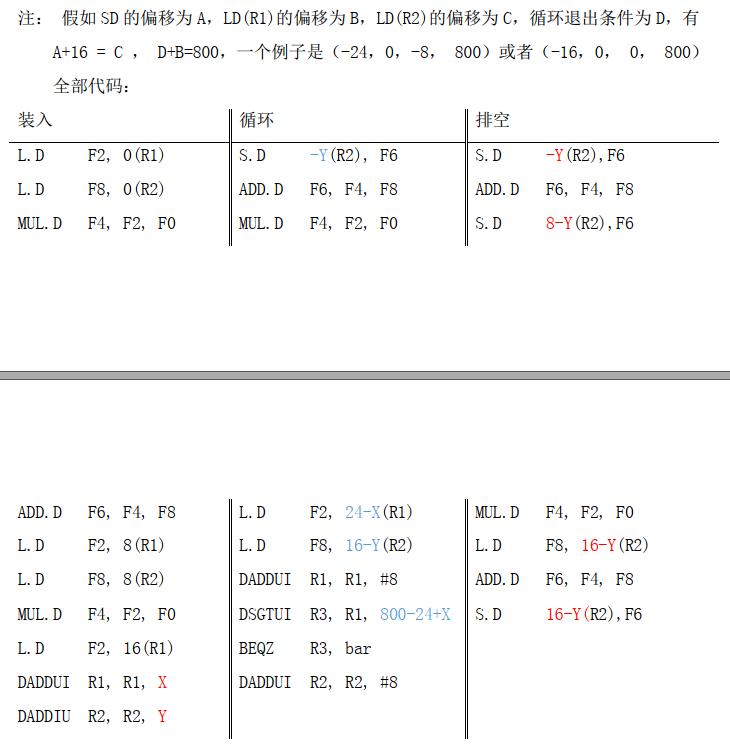 注： 假如 SD 的偏移为 A，LD(R1)的偏移为 B，LD(R2)的偏移为 C，循环退出条件为 D，有
A+16 = C ， D+B=800，一个例子是（-24，0，-8， 800）或者（-16，0， 0， 800）
全部代码：
装入 循环 排空
L.D F2, 0(R1) S.D -Y(R2), F6 S.D -Y(R2),F6
L.D F8, 0(R2) ADD.D F6, F4, F8 ADD.D F6, F4, F8
MUL.D F4, F2, F0 MUL.D F4, F2, F0 S.D 8-Y(R2),F6
ADD.D F6, F4, F8 L.D F2, 24-X(R1) MUL.D F4, F2, F0
L.D F2, 8(R1) L.D F8, 16-Y(R2) L.D F8, 16-Y(R2)
L.D F8, 8(R2) DADDUI R1, R1, #8 ADD.D F6, F4, F8
MUL.D F4, F2, F0 DSGTUI R3, R1, 800-24+X S.D 16-Y(R2),F6
L.D F2, 16(R1) BEQZ R3, bar
DADDUI R1, R1, X DADDUI R2, R2, #8
DADDIU R2, R2, Y